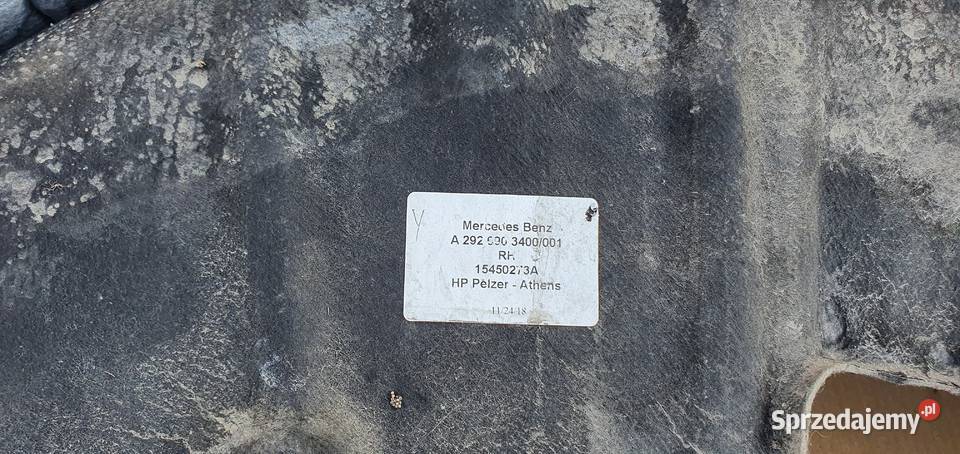 Y
Mercedes Benz
A 292 690 3400/001
RH
15450273A
HP Pelzer - Athens
11/24/18
Sprzedajemy.pl